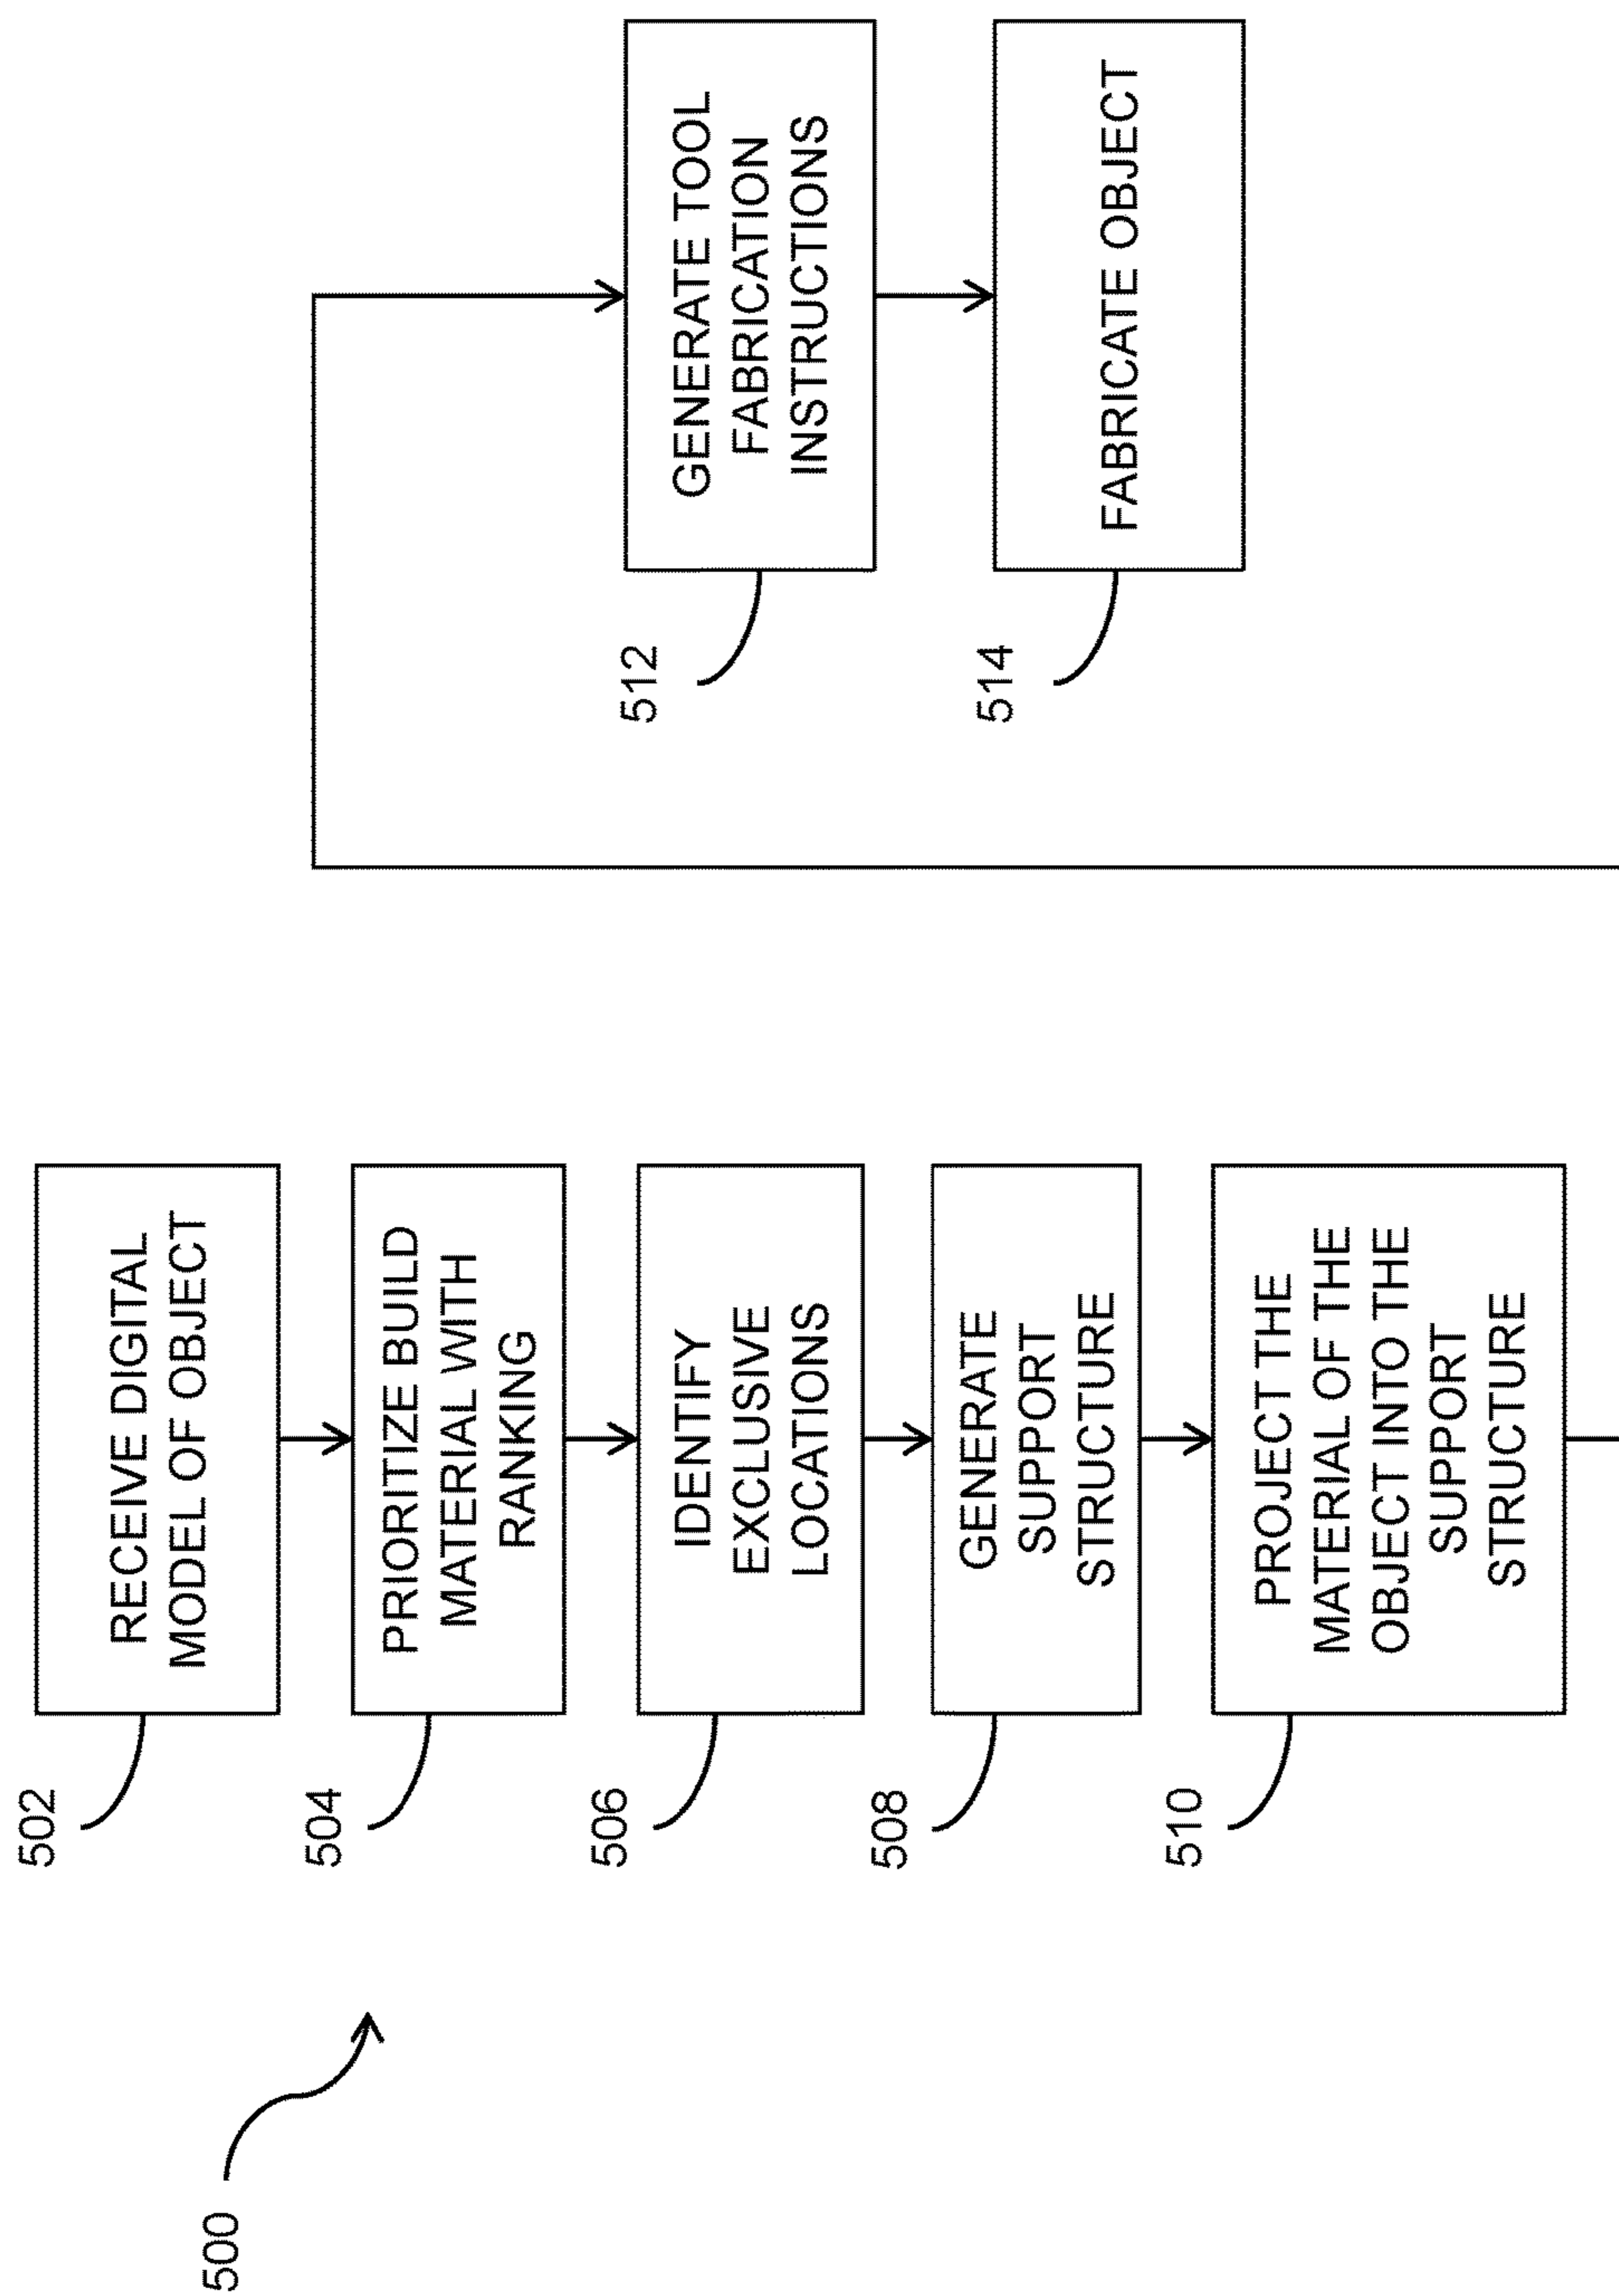 500
502
RECEIVE DIGITAL
MODEL OF OBJECT
504
PRIORITIZE BUILD
MATERIAL WITH
RANKING
506
IDENTIFY
EXCLUSIVE
LOCATIONS
508
GENERATE
SUPPORT
STRUCTURE
510
PROJECT THE
MATERIAL OF THE
OBJECT INTO THE
SUPPORT
STRUCTURE
512
GENERATE TOOL
FABRICATION
INSTRUCTIONS
514
FABRICATE OBJECT